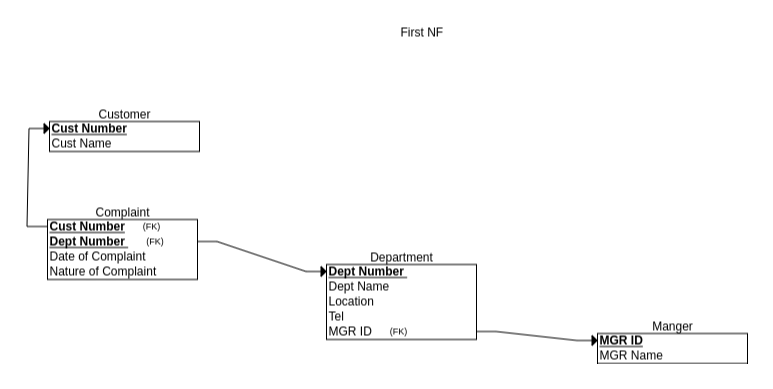 First NF
Customer
Cust Number
Cust Name
Complaint
Cust Number (FK)
Dept Number (FK)
Date of Complaint
Nature of Complaint
Department
Dept Number
Dept Name
Location
Tel
MGR ID (FK)
Manger
MGR ID
MGR Name